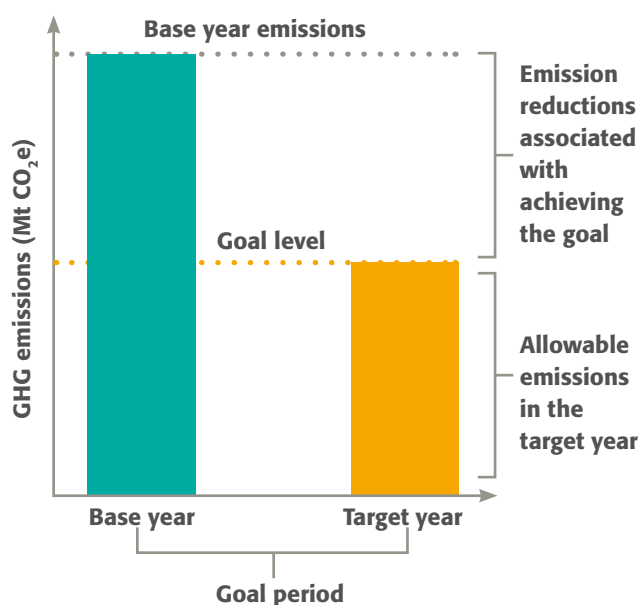 Base year emissions
Emission
reductions
associated
with
achieving
the goal
GHG emissions (Mt CO₂e)
Goal level
Allowable
emissions
in the
target year
Base year
Target year
Goal period